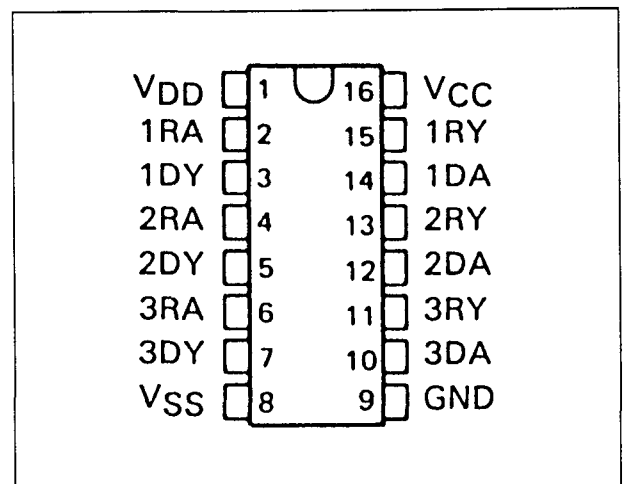 VDD 1 16 VCC
1RA 2 15 1RY
1DY 3 14 1DA
2RA 4 13 2RY
2DY 5 12 2DA
3RA 6 11 3RY
3DY 7 10 3DA
VSS 8 9 GND